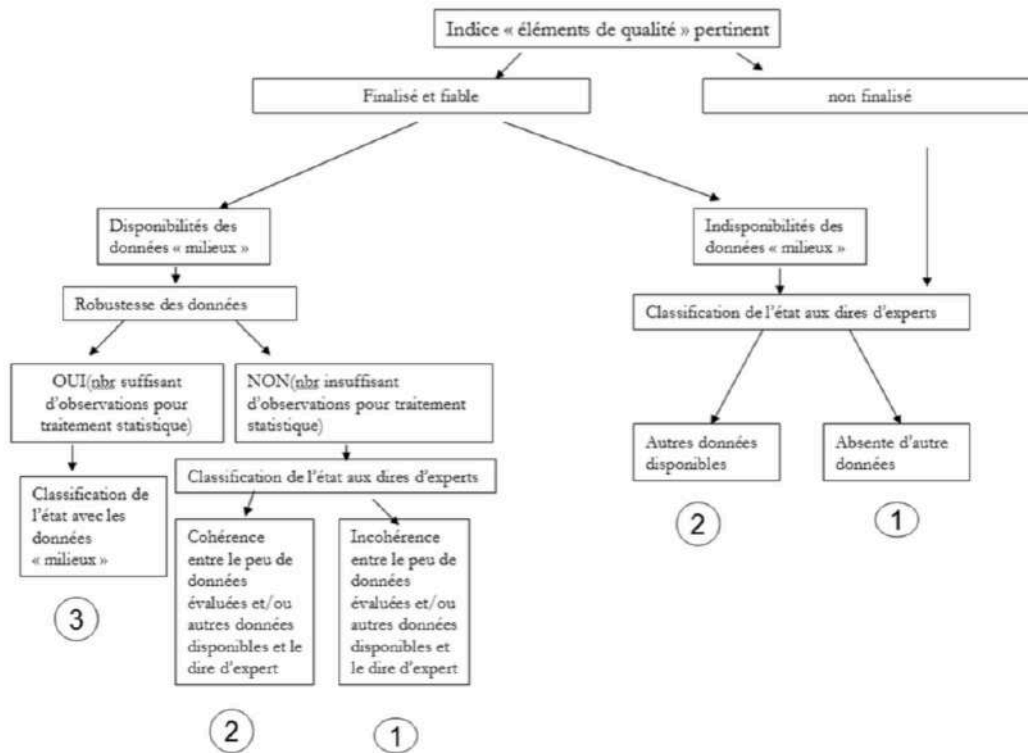 Indice « éléments de qualité » pertinent
Finalisé et fiable
non finalisé
Disponibilités des
données « milieux »
Indisponibilités des
données « milieux »
Robustesse des données
Classification de l'état aux dires d'experts
OUI(nbr suffisant
d'observations pour
traitement statistique)
NON(nbr insuffisant
d'observations pour traitement
statistique)
Autres données
disponibles
Absente d'autre
données
Classification de l'état aux dires d'experts
Classification de
l'état avec les
données
« milieux »
Cohérence
entre le peu de
données
évaluées et/ou
autres données
disponibles et le
dire d'expert
Incohérence
entre le peu de
données
évaluées et/ou
autres données
disponibles et
le dire d'expert
2
1
3
2
1